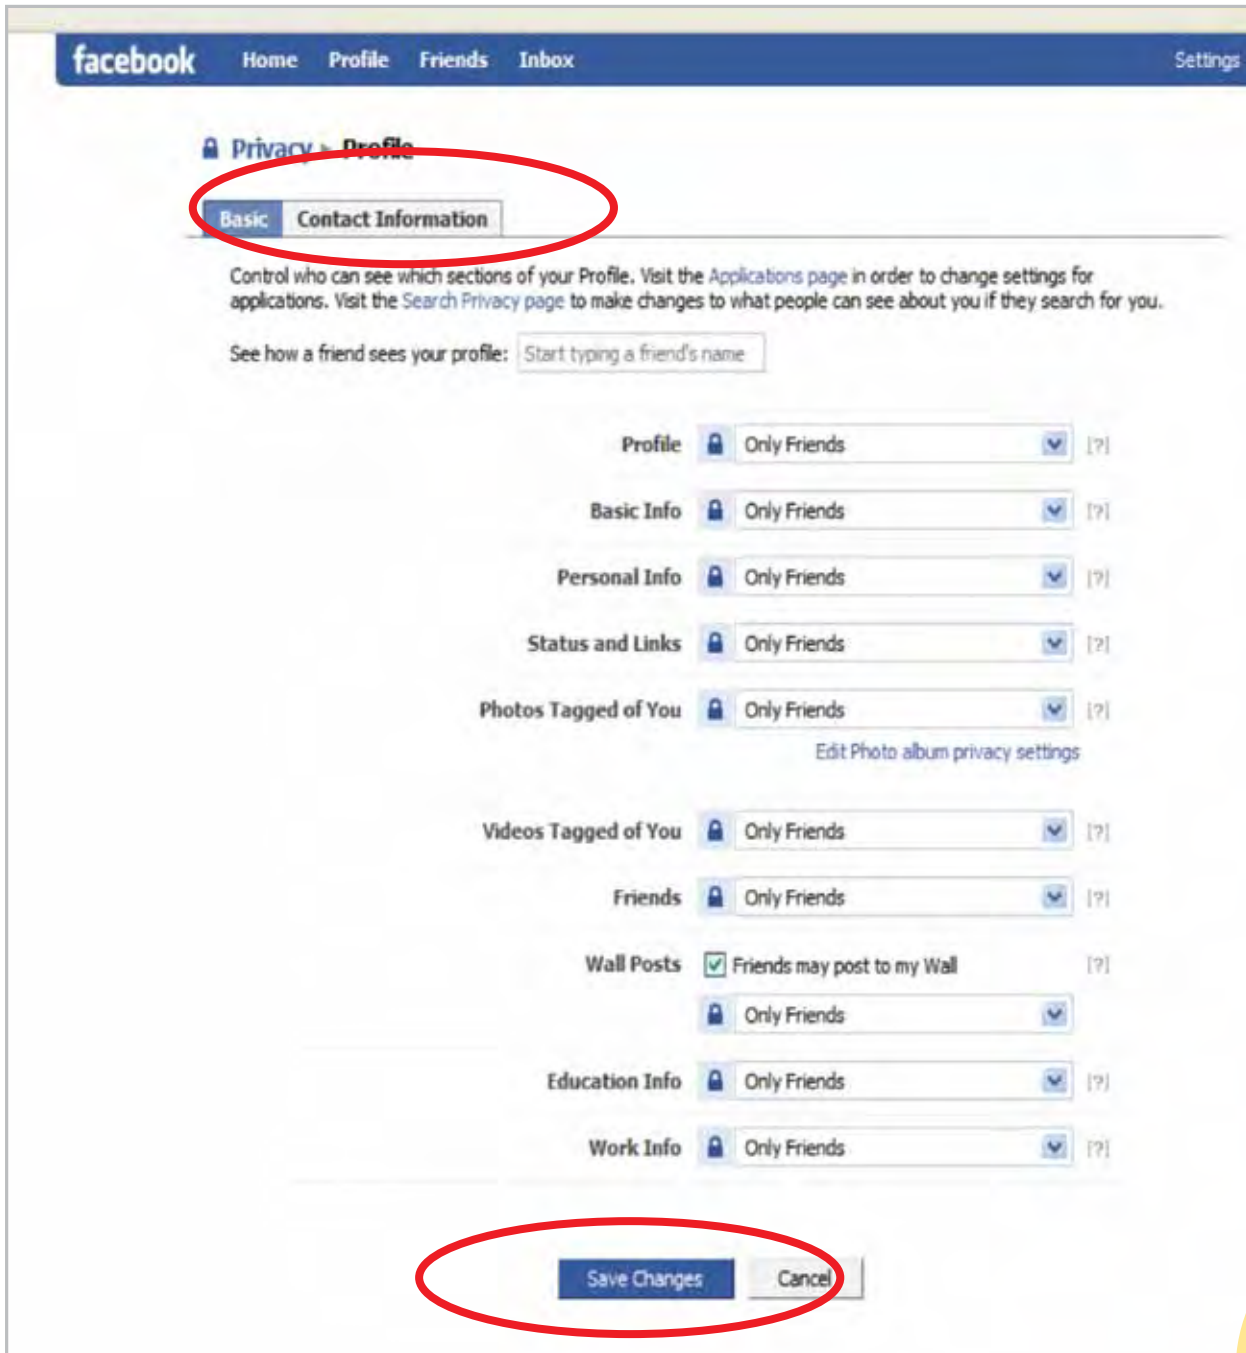 facebook Home Profile Friends Inbox Settings
Privacy ▸ Profile
Basic Contact Information
Control who can see which sections of your Profile. Visit the Applications page in order to change settings for
applications. Visit the Search Privacy page to make changes to what people can see about you if they search for you.
See how a friend sees your profile: Start typing a friend's name
Profile Only Friends [?]
Basic Info Only Friends [?]
Personal Info Only Friends [?]
Status and Links Only Friends [?]
Photos Tagged of You Only Friends [?]
Edit Photo album privacy settings
Videos Tagged of You Only Friends [?]
Friends Only Friends [?]
Wall Posts Friends may post to my Wall [?]
Only Friends
Education Info Only Friends [?]
Work Info Only Friends [?]
Save Changes Cancel